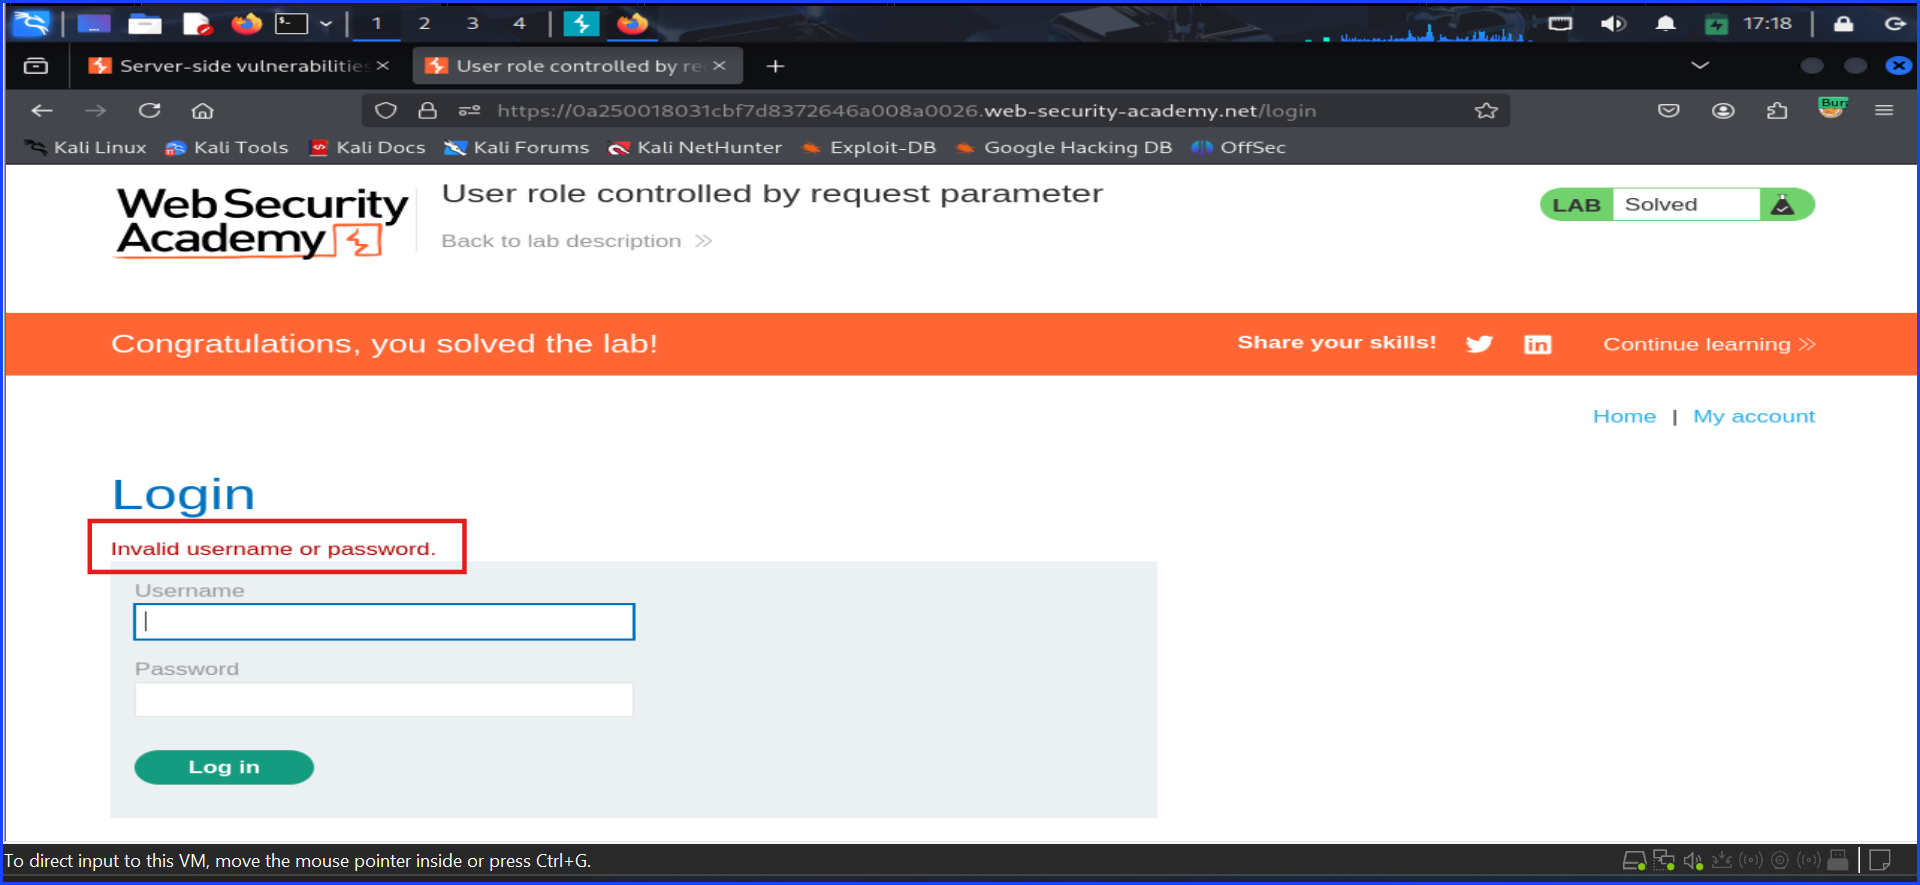 1 2 3 4 17:18
Server-side vulnerabilities User role controlled by re
https://0a250018031cbf7d8372646a008a0026.web-security-academy.net/login
Bur
Kali Linux Kali Tools Kali Docs Kali Forums Kali NetHunter Exploit-DB Google Hacking DB OffSec
Web Security
Academy
User role controlled by request parameter
LAB Solved
Back to lab description
Congratulations, you solved the lab!
Share your skills!
Continue learning
Home | My account
Login
Invalid username or password.
Username
Password
Log in
To direct input to this VM, move the mouse pointer inside or press Ctrl+G.